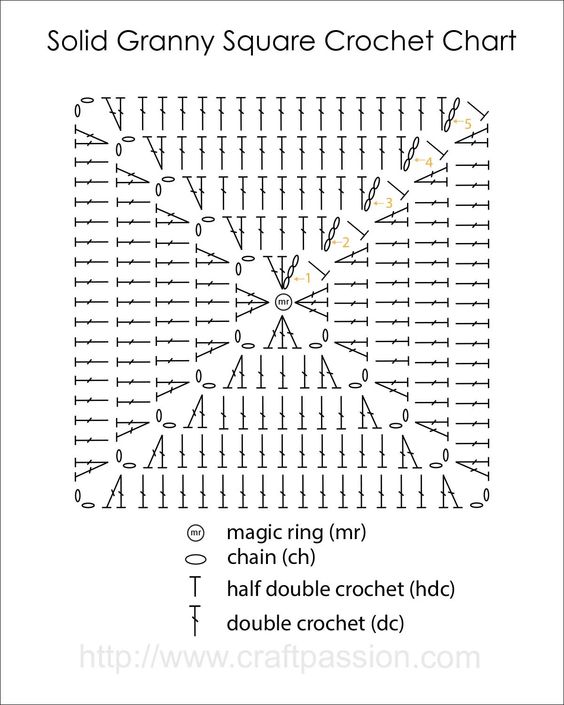 Solid Granny Square Crochet Chart
←5
←4
←3
←2
←1
mr
mr magic ring (mr)
chain (ch)
half double crochet (hdc)
double crochet (dc)
http://www.craftpassion.com